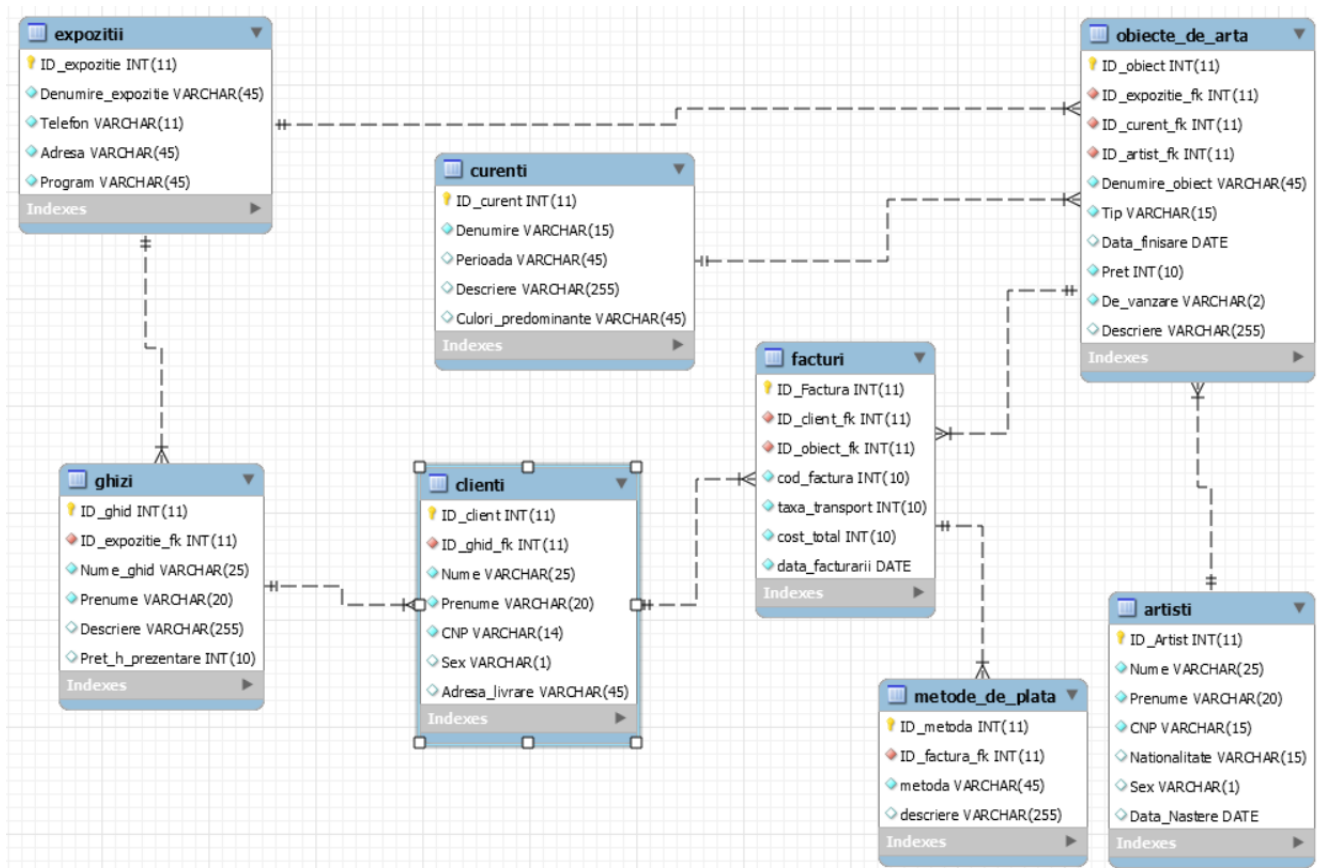 expozitii
ID_expozitie INT(11)
Denumire_expozitie VARCHAR(45)
Telefon VARCHAR(11)
Adresa VARCHAR(45)
Program VARCHAR(45)
Indexes
obiecte_de_arta
ID_obiect INT(11)
ID_expozitie_fk INT(11)
ID_curent_fk INT(11)
ID_artist_fk INT(11)
Denumire_obiect VARCHAR(45)
Tip VARCHAR(15)
Data_finisare DATE
Pret INT(10)
De_vanzare VARCHAR(2)
Descriere VARCHAR(255)
Indexes
curenti
ID_curent INT(11)
Denumire VARCHAR(15)
Perioada VARCHAR(45)
Descriere VARCHAR(255)
Culori_predominante VARCHAR(45)
Indexes
facturi
ID_Factura INT(11)
ID_client_fk INT(11)
ID_obiect_fk INT(11)
cod_factura INT(10)
taxa_transport INT(10)
cost_total INT(10)
data_facturarii DATE
Indexes
ghizi
ID_ghid INT(11)
ID_expozitie_fk INT(11)
Nume_ghid VARCHAR(25)
Prenume VARCHAR(20)
Descriere VARCHAR(255)
Pret_h_prezentare INT(10)
Indexes
clienti
ID_client INT(11)
ID_ghid_fk INT(11)
Nume VARCHAR(25)
Prenume VARCHAR(20)
CNP VARCHAR(14)
Sex VARCHAR(1)
Adresa_livrare VARCHAR(45)
Indexes
metode_de_plata
ID_metoda INT(11)
ID_factura_fk INT(11)
metoda VARCHAR(45)
descriere VARCHAR(255)
Indexes
artisti
ID_Artist INT(11)
Nume VARCHAR(25)
Prenume VARCHAR(20)
CNP VARCHAR(15)
Nationalitate VARCHAR(15)
Sex VARCHAR(1)
Data_Nastere DATE
Indexes